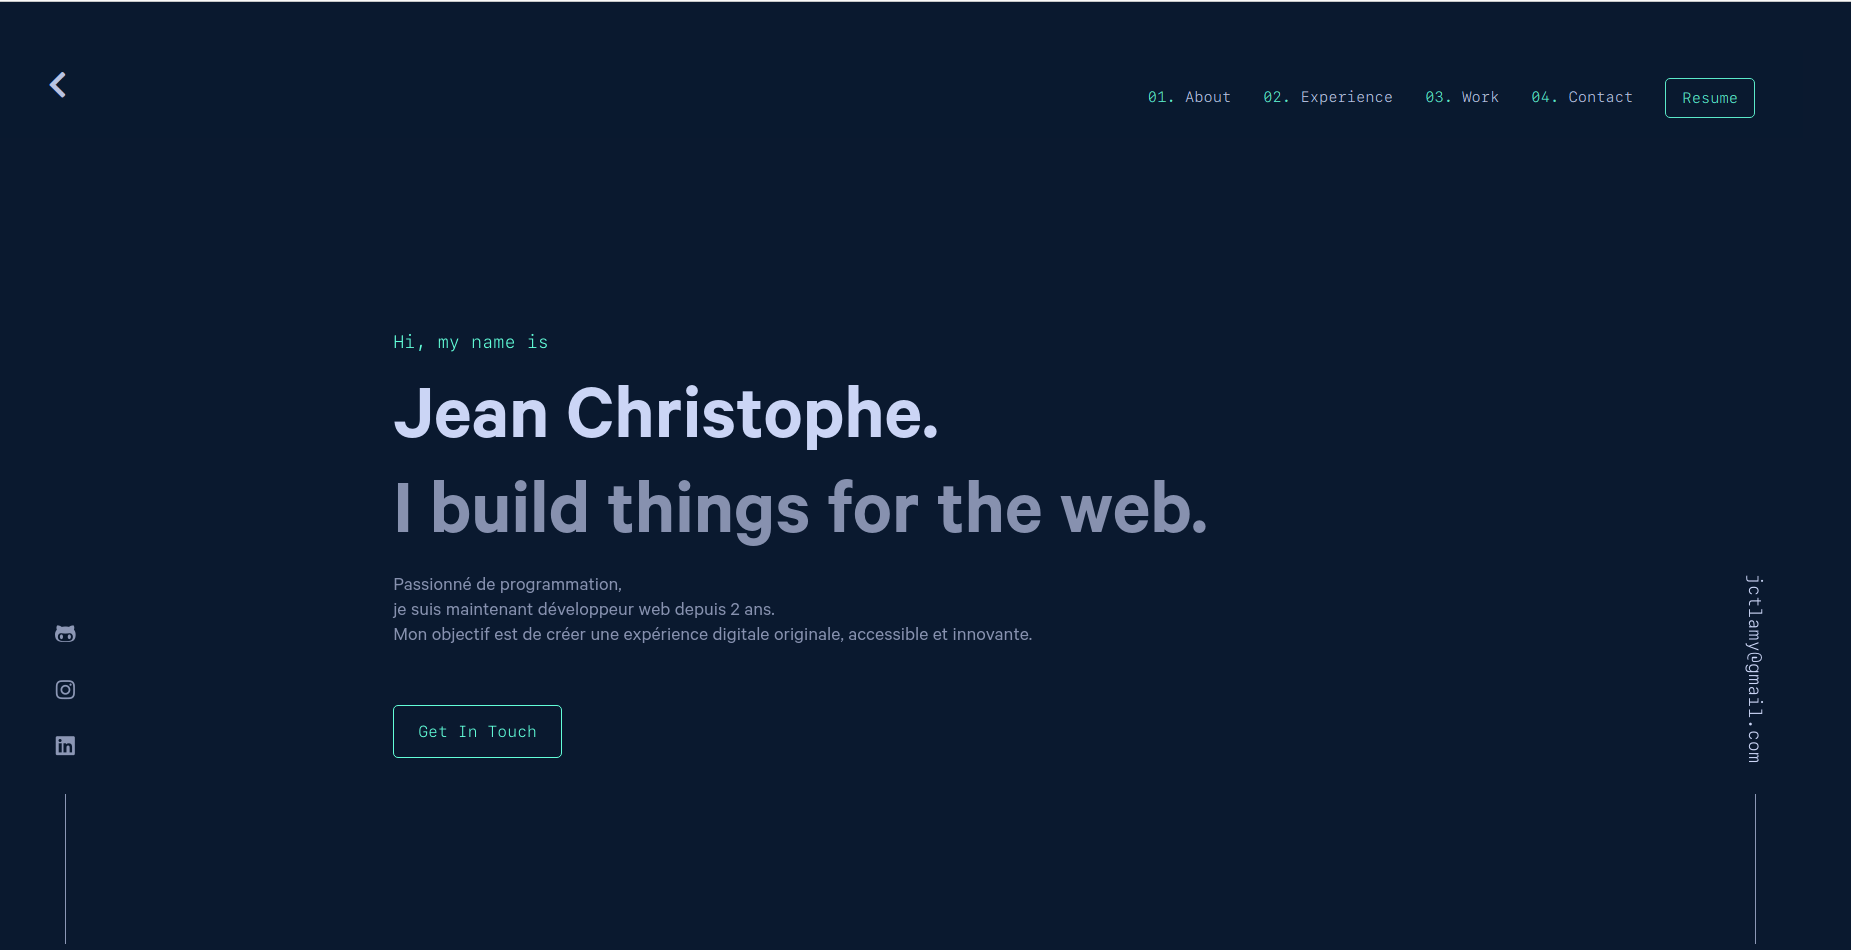 01. About
02. Experience
03. Work
04. Contact
Resume
Hi, my name is
Jean Christophe.
I build things for the web.
Passionné de programmation,
je suis maintenant développeur web depuis 2 ans.
Mon objectif est de créer une expérience digitale originale, accessible et innovante.
Get In Touch
in
jctlamy@gmail.com